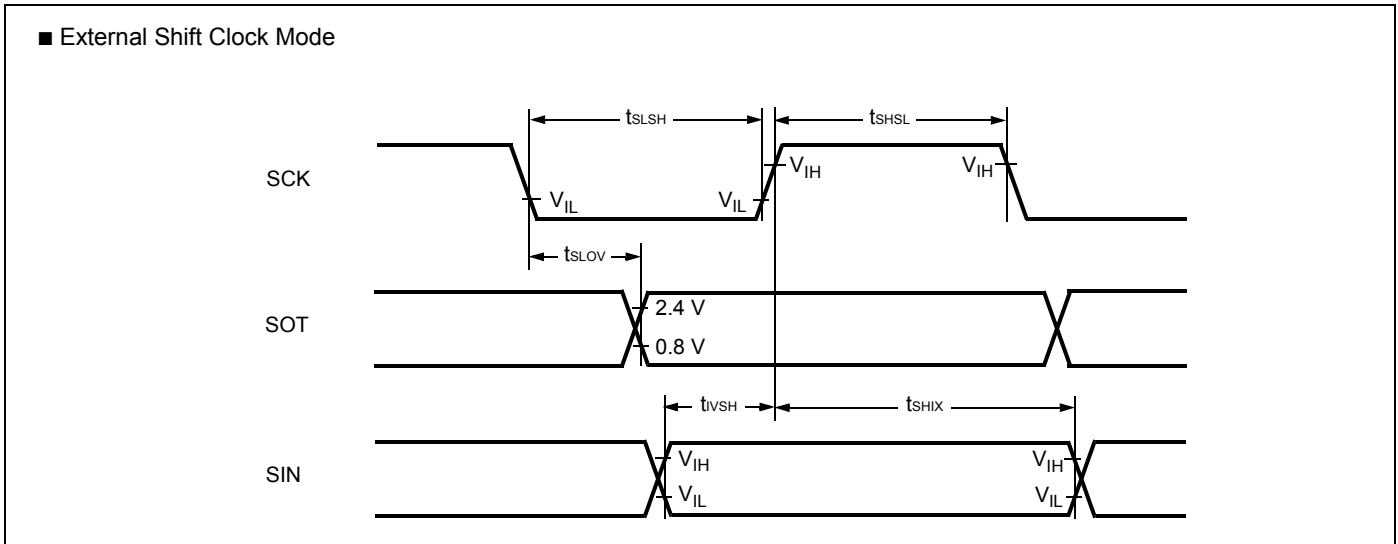 ■ External Shift Clock Mode
tSLSH tSHSL
SCK VIH VIH
VIL VIL
tSLOV
SOT 2.4 V
0.8 V
tIVSH tSHIX
SIN VIH VIH
VIL VIL